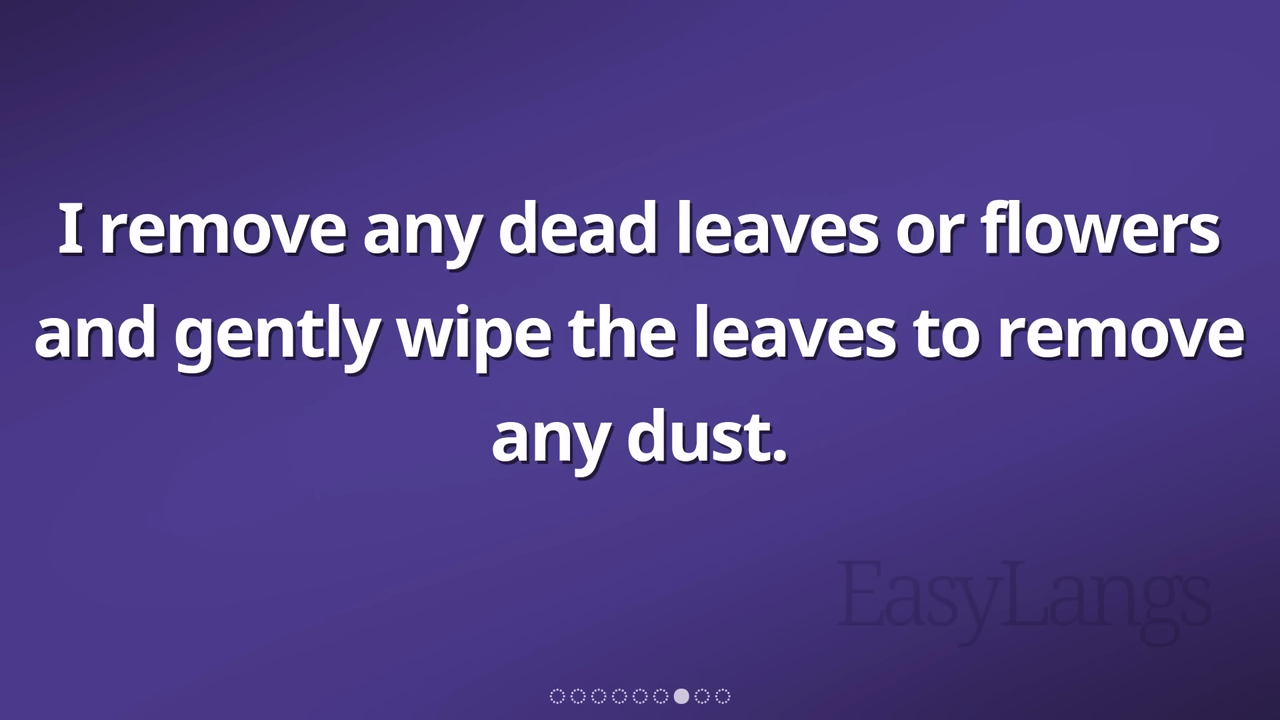 I remove any dead leaves or flowers
and gently wipe the leaves to remove
any dust.
EasyLangs